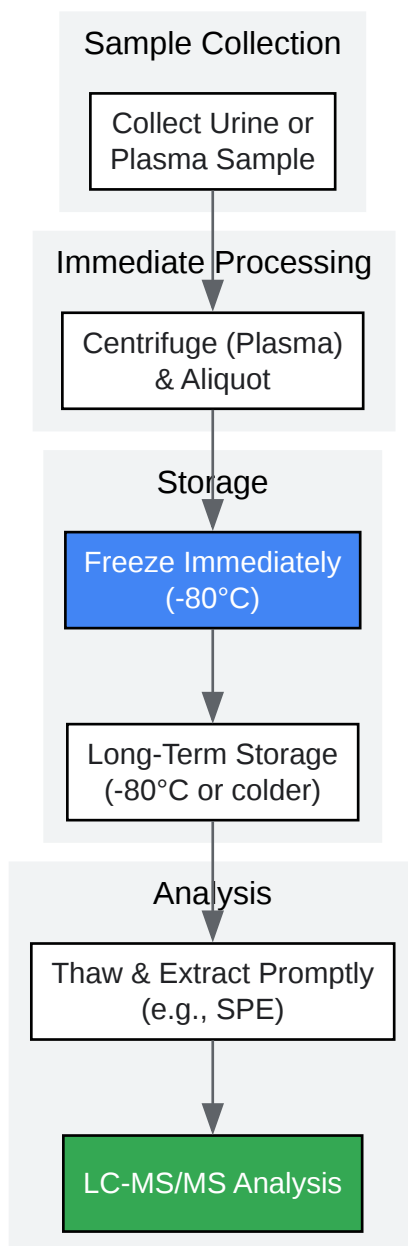 Sample Collection
Collect Urine or
Plasma Sample
Immediate Processing
Centrifuge (Plasma)
& Aliquot
Storage
Freeze Immediately
(-80°C)
Long-Term Storage
(-80°C or colder)
Analysis
Thaw & Extract Promptly
(e.g., SPE)
LC-MS/MS Analysis